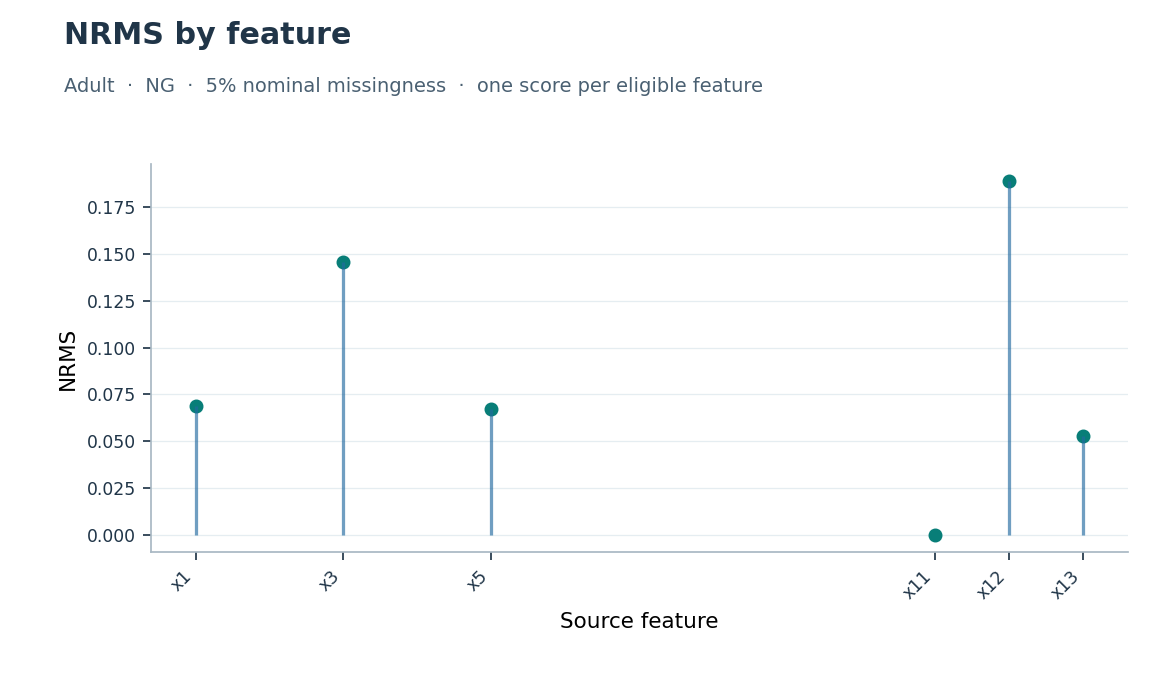 NRMS by feature
Adult · NG · 5% nominal missingness · one score per eligible feature
NRMS
0.175
0.150
0.125
0.100
0.075
0.050
0.025
0.000
x1
x3
x5
x11
x12
x13
Source feature